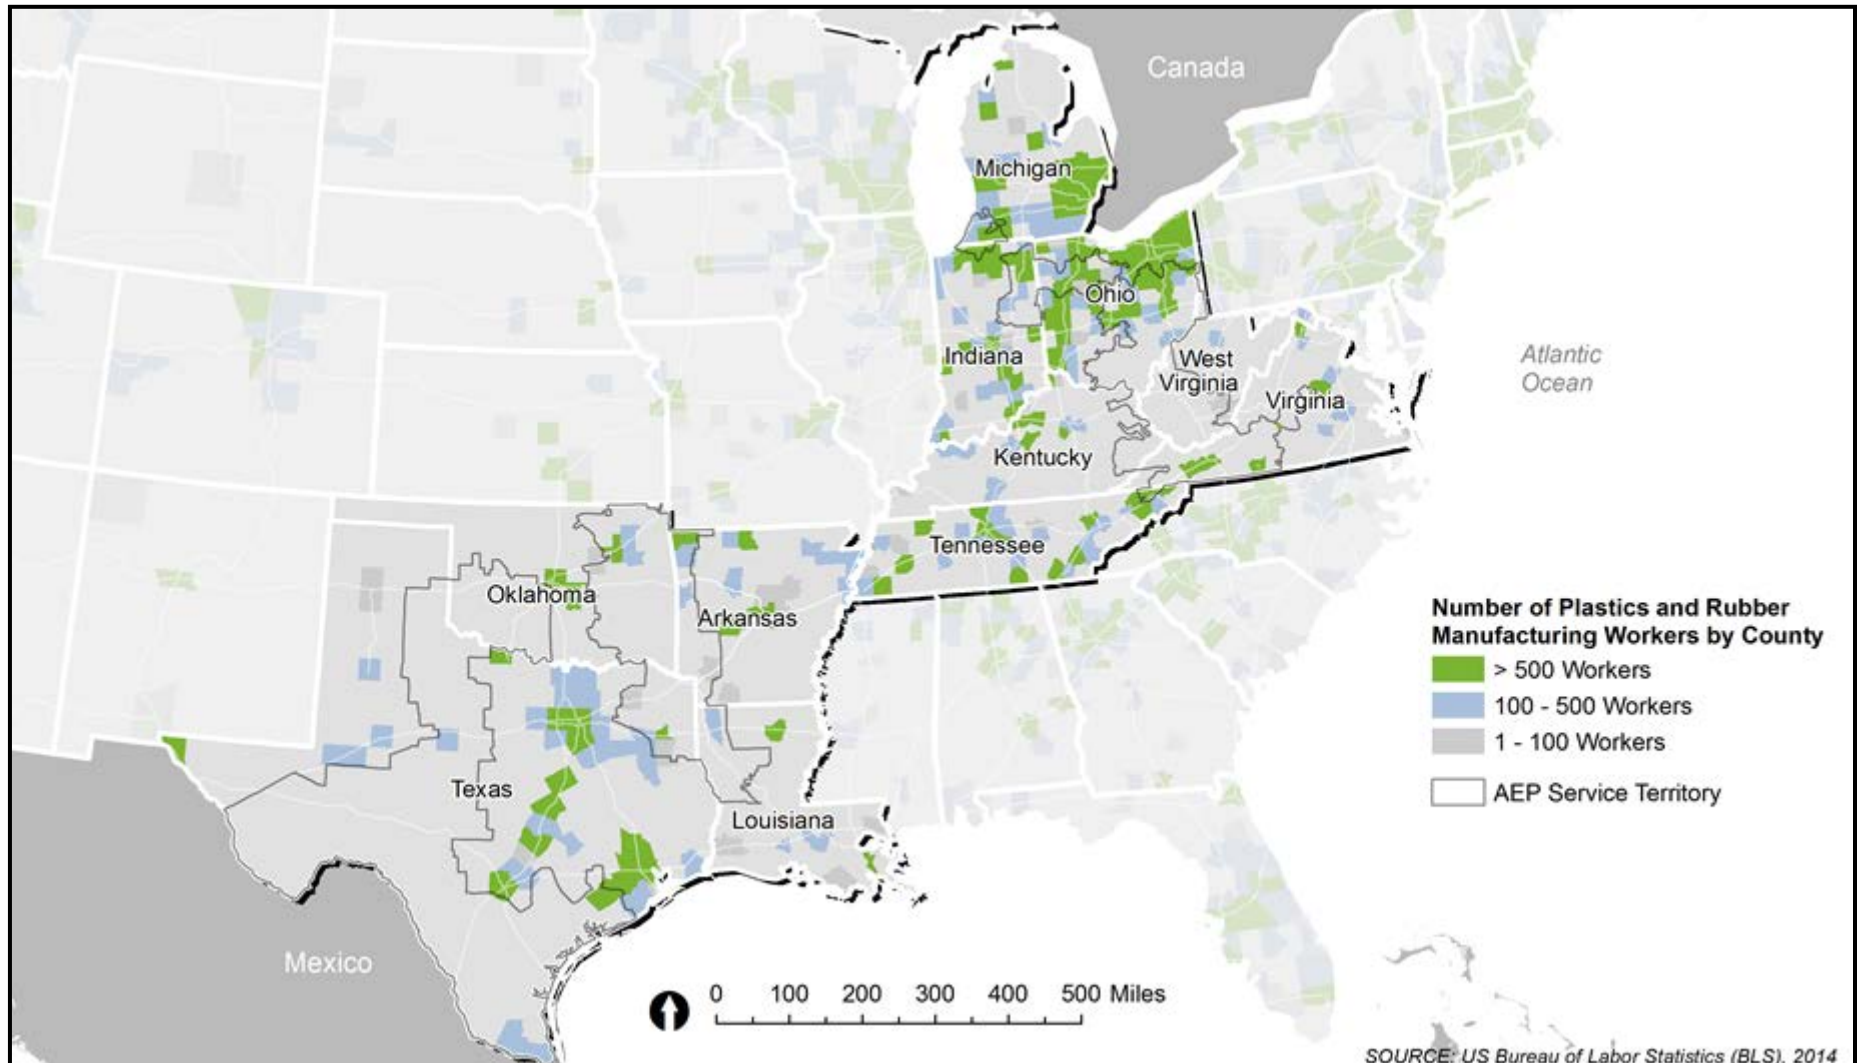 Canada
Michigan
Ohio
Indiana
West
Virginia
Virginia
Kentucky
Tennessee
Oklahoma
Arkansas
Texas
Louisiana
Mexico
Atlantic
Ocean
Number of Plastics and Rubber
Manufacturing Workers by County
> 500 Workers
100 - 500 Workers
1 - 100 Workers
AEP Service Territory
0 100 200 300 400 500 Miles
SOURCE: US Bureau of Labor Statistics (BLS), 2014